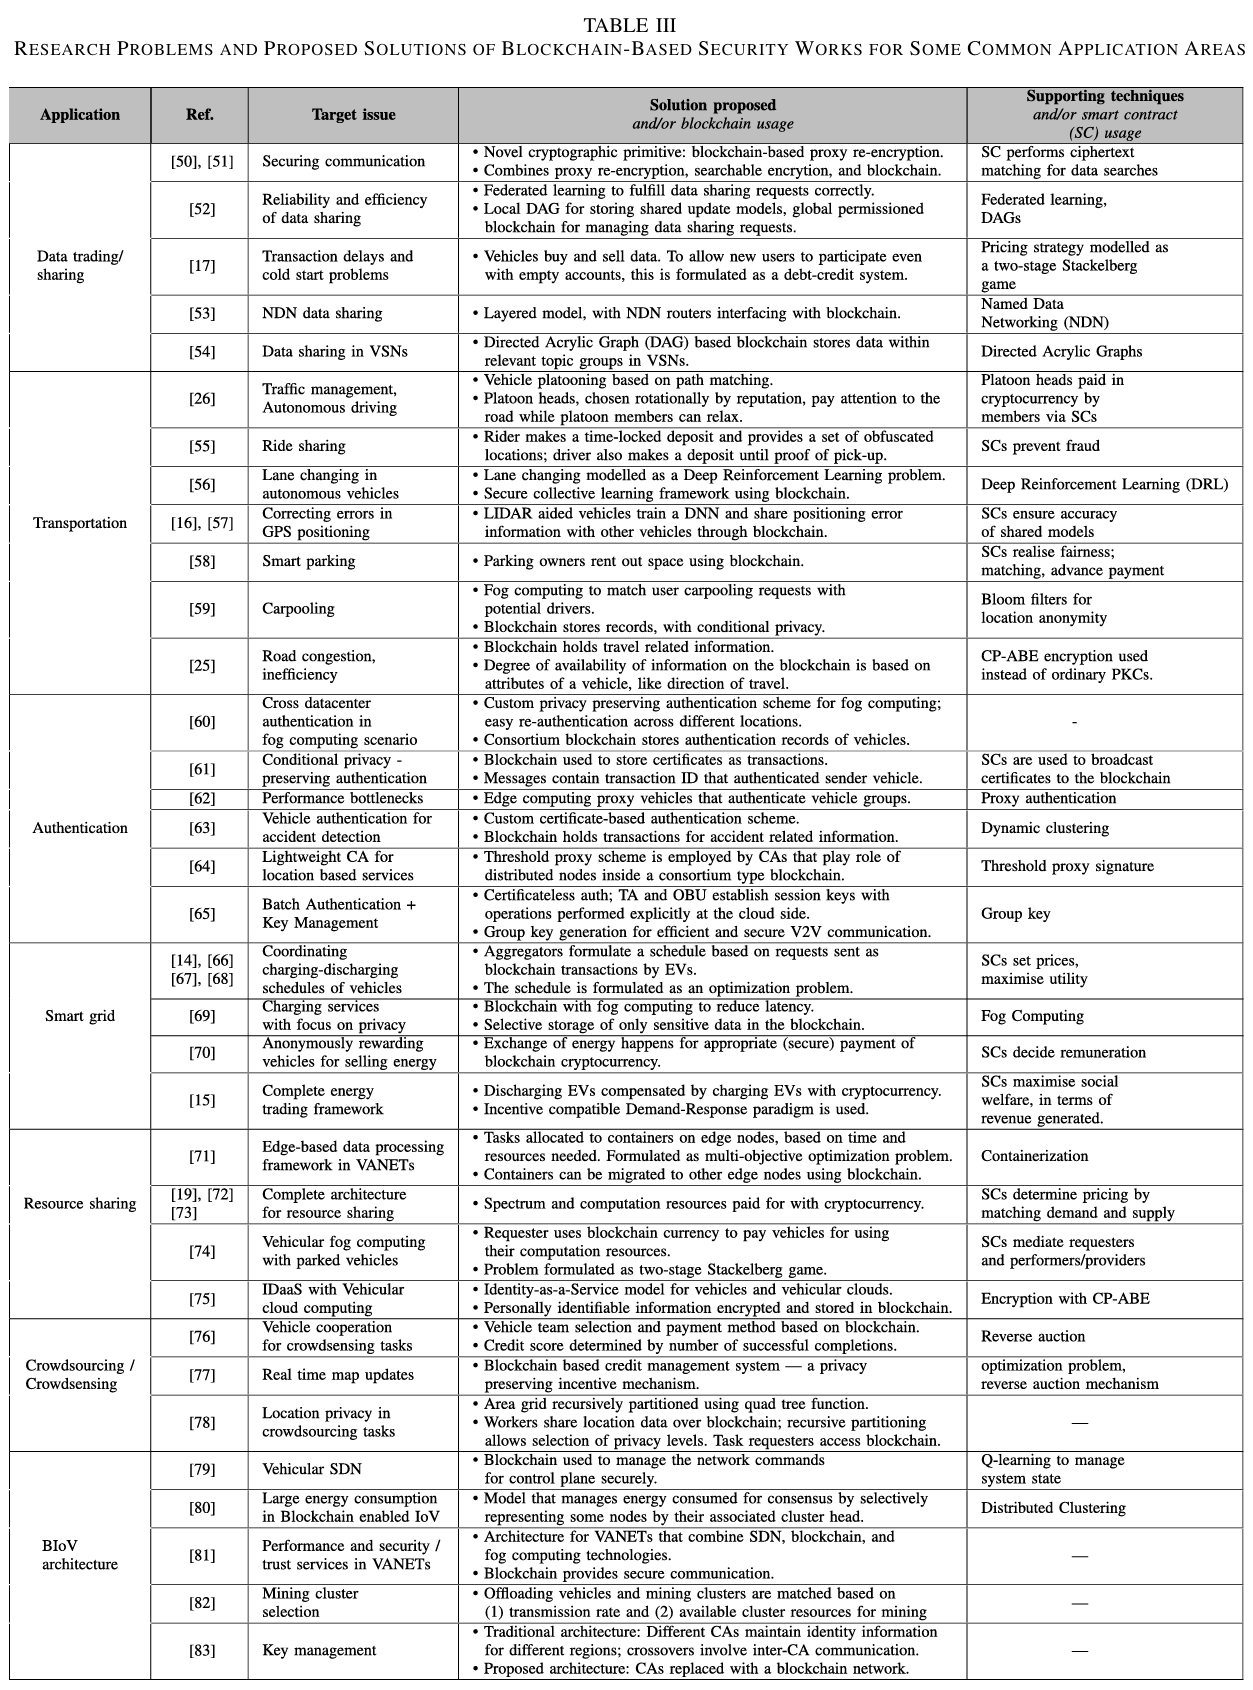 TABLE III
RESEARCH PROBLEMS AND PROPOSED SOLUTIONS OF BLOCKCHAIN-BASED SECURITY WORKS FOR SOME COMMON APPLICATION AREAS
Application
Ref.
Target issue
Solution proposed
and/or blockchain usage
Supporting techniques
and/or smart contract
(SC) usage
Data trading/
sharing
[50], [51]
Securing communication
• Novel cryptographic primitive: blockchain-based proxy re-encryption.
• Combines proxy re-encryption, searchable encrytion, and blockchain.
SC performs ciphertext
matching for data searches
[52]
Reliability and efficiency
of data sharing
• Federated learning to fulfill data sharing requests correctly.
• Local DAG for storing shared update models, global permissioned
blockchain for managing data sharing requests.
Federated learning,
DAGs
[17]
Transaction delays and
cold start problems
• Vehicles buy and sell data. To allow new users to participate even
with empty accounts, this is formulated as a debt-credit system.
Pricing strategy modelled as
a two-stage Stackelberg
game
[53]
NDN data sharing
• Layered model, with NDN routers interfacing with blockchain.
Named Data
Networking (NDN)
[54]
Data sharing in VSNs
• Directed Acrylic Graph (DAG) based blockchain stores data within
relevant topic groups in VSNs.
Directed Acrylic Graphs
Transportation
[26]
Traffic management,
Autonomous driving
• Vehicle platooning based on path matching.
• Platoon heads, chosen rotationally by reputation, pay attention to the
road while platoon members can relax.
Platoon heads paid in
cryptocurrency by
members via SCs
[55]
Ride sharing
• Rider makes a time-locked deposit and provides a set of obfuscated
locations; driver also makes a deposit until proof of pick-up.
SCs prevent fraud
[56]
Lane changing in
autonomous vehicles
• Lane changing modelled as a Deep Reinforcement Learning problem.
• Secure collective learning framework using blockchain.
Deep Reinforcement Learning (DRL)
[16], [57]
Correcting errors in
GPS positioning
• LIDAR aided vehicles train a DNN and share positioning error
information with other vehicles through blockchain.
SCs ensure accuracy
of shared models
[58]
Smart parking
• Parking owners rent out space using blockchain.
SCs realise fairness;
matching, advance payment
[59]
Carpooling
• Fog computing to match user carpooling requests with
potential drivers.
• Blockchain stores records, with conditional privacy.
Bloom filters for
location anonymity
[25]
Road congestion,
inefficiency
• Blockchain holds travel related information.
• Degree of availability of information on the blockchain is based on
attributes of a vehicle, like direction of travel.
CP-ABE encryption used
instead of ordinary PKCs.
Authentication
[60]
Cross datacenter
authentication in
fog computing scenario
• Custom privacy preserving authentication scheme for fog computing;
easy re-authentication across different locations.
• Consortium blockchain stores authentication records of vehicles.
-
[61]
Conditional privacy -
preserving authentication
• Blockchain used to store certificates as transactions.
• Messages contain transaction ID that authenticated sender vehicle.
SCs are used to broadcast
certificates to the blockchain
[62]
Performance bottlenecks
• Edge computing proxy vehicles that authenticate vehicle groups.
Proxy authentication
[63]
Vehicle authentication for
accident detection
• Custom certificate-based authentication scheme.
• Blockchain holds transactions for accident related information.
Dynamic clustering
[64]
Lightweight CA for
location based services
• Threshold proxy scheme is employed by CAs that play role of
distributed nodes inside a consortium type blockchain.
Threshold proxy signature
[65]
Batch Authentication +
Key Management
• Certificateless auth; TA and OBU establish session keys with
operations performed explicitly at the cloud side.
• Group key generation for efficient and secure V2V communication.
Group key
Smart grid
[14], [66]
[67], [68]
Coordinating
charging-discharging
schedules of vehicles
• Aggregators formulate a schedule based on requests sent as
blockchain transactions by EVs.
• The schedule is formulated as an optimization problem.
SCs set prices,
maximise utility
[69]
Charging services
with focus on privacy
• Blockchain with fog computing to reduce latency.
• Selective storage of only sensitive data in the blockchain.
Fog Computing
[70]
Anonymously rewarding
vehicles for selling energy
• Exchange of energy happens for appropriate (secure) payment of
blockchain cryptocurrency.
SCs decide remuneration
[15]
Complete energy
trading framework
• Discharging EVs compensated by charging EVs with cryptocurrency.
• Incentive compatible Demand-Response paradigm is used.
SCs maximise social
welfare, in terms of
revenue generated.
Resource sharing
[71]
Edge-based data processing
framework in VANETs
• Tasks allocated to containers on edge nodes, based on time and
resources needed. Formulated as multi-objective optimization problem.
• Containers can be migrated to other edge nodes using blockchain.
Containerization
[19], [72]
[73]
Complete architecture
for resource sharing
• Spectrum and computation resources paid for with cryptocurrency.
SCs determine pricing by
matching demand and supply
[74]
Vehicular fog computing
with parked vehicles
• Requester uses blockchain currency to pay vehicles for using
their computation resources.
• Problem formulated as two-stage Stackelberg game.
SCs mediate requesters
and performers/providers
[75]
IDaaS with Vehicular
cloud computing
• Identity-as-a-Service model for vehicles and vehicular clouds.
• Personally identifiable information encrypted and stored in blockchain.
Encryption with CP-ABE
Crowdsourcing /
Crowdsensing
[76]
Vehicle cooperation
for crowdsensing tasks
• Vehicle team selection and payment method based on blockchain.
• Credit score determined by number of successful completions.
Reverse auction
[77]
Real time map updates
• Blockchain based credit management system — a privacy
preserving incentive mechanism.
optimization problem,
reverse auction mechanism
[78]
Location privacy in
crowdsourcing tasks
• Area grid recursively partitioned using quad tree function.
• Workers share location data over blockchain; recursive partitioning
allows selection of privacy levels. Task requesters access blockchain.
—
BIoV
architecture
[79]
Vehicular SDN
• Blockchain used to manage the network commands
for control plane securely.
Q-learning to manage
system state
[80]
Large energy consumption
in Blockchain enabled IoV
• Model that manages energy consumed for consensus by selectively
representing some nodes by their associated cluster head.
Distributed Clustering
[81]
Performance and security /
trust services in VANETs
• Architecture for VANETs that combine SDN, blockchain, and
fog computing technologies.
• Blockchain provides secure communication.
—
[82]
Mining cluster
selection
• Offloading vehicles and mining clusters are matched based on
(1) transmission rate and (2) available cluster resources for mining
—
[83]
Key management
• Traditional architecture: Different CAs maintain identity information
for different regions; crossovers involve inter-CA communication.
• Proposed architecture: CAs replaced with a blockchain network.
—